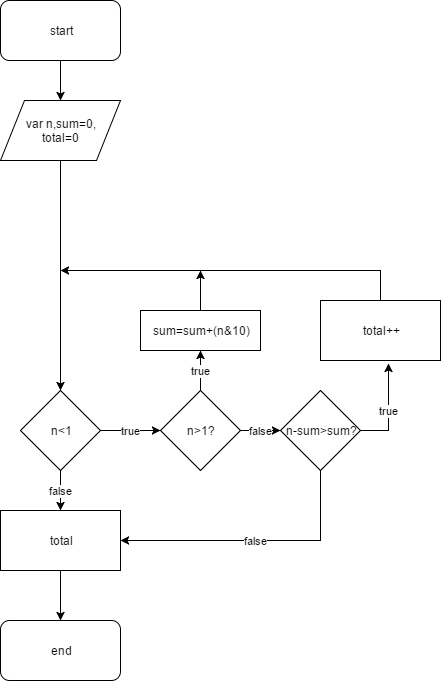 start
var n,sum=0,
total=0
sum=sum+(n&10)
total++
true
true
n<1
true
n>1?
false
n-sum>sum?
false
total
false
end